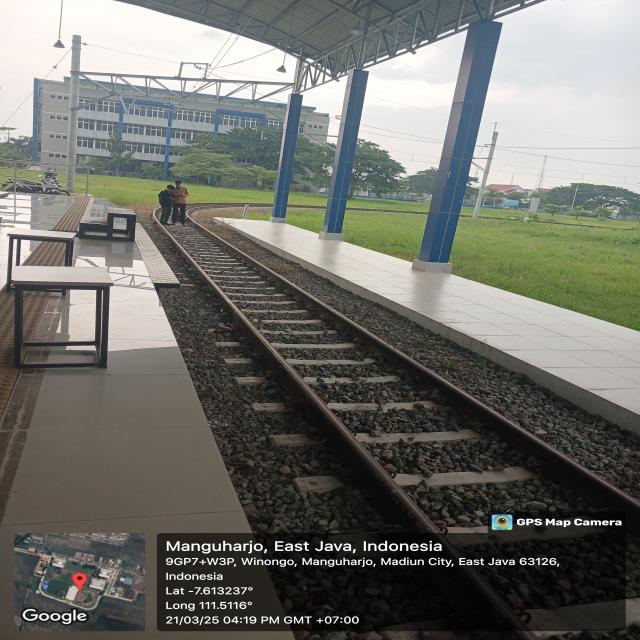 GPS Map Camera
Manguharjo, East Java, Indonesia
9GP7+W3P, Winongo, Manguharjo, Madiun City, East Java 63126,
Indonesia
Lat -7.613237°
Long 111.5116°
21/03/25 04:19 PM GMT +07:00
Google